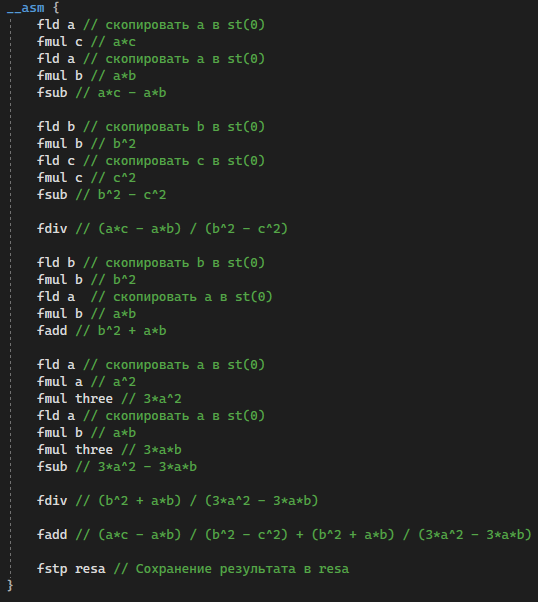 __asm {
fld a // скопировать a в st(0)
fmul c // a*c
fld a // скопировать a в st(0)
fmul b // a*b
fsub // a*c - a*b
fld b // скопировать b в st(0)
fmul b // b^2
fld c // скопировать c в st(0)
fmul c // c^2
fsub // b^2 - c^2
fdiv // (a*c - a*b) / (b^2 - c^2)
fld b // скопировать b в st(0)
fmul b // b^2
fld a  // скопировать a в st(0)
fmul b // a*b
fadd // b^2 + a*b
fld a // скопировать a в st(0)
fmul a // a^2
fmul three // 3*a^2
fld a // скопировать a в st(0)
fmul b // a*b
fmul three // 3*a*b
fsub // 3*a^2 - 3*a*b
fdiv // (b^2 + a*b) / (3*a^2 - 3*a*b)
fadd // (a*c - a*b) / (b^2 - c^2) + (b^2 + a*b) / (3*a^2 - 3*a*b)
fstp resa // Сохранение результата в resa
}